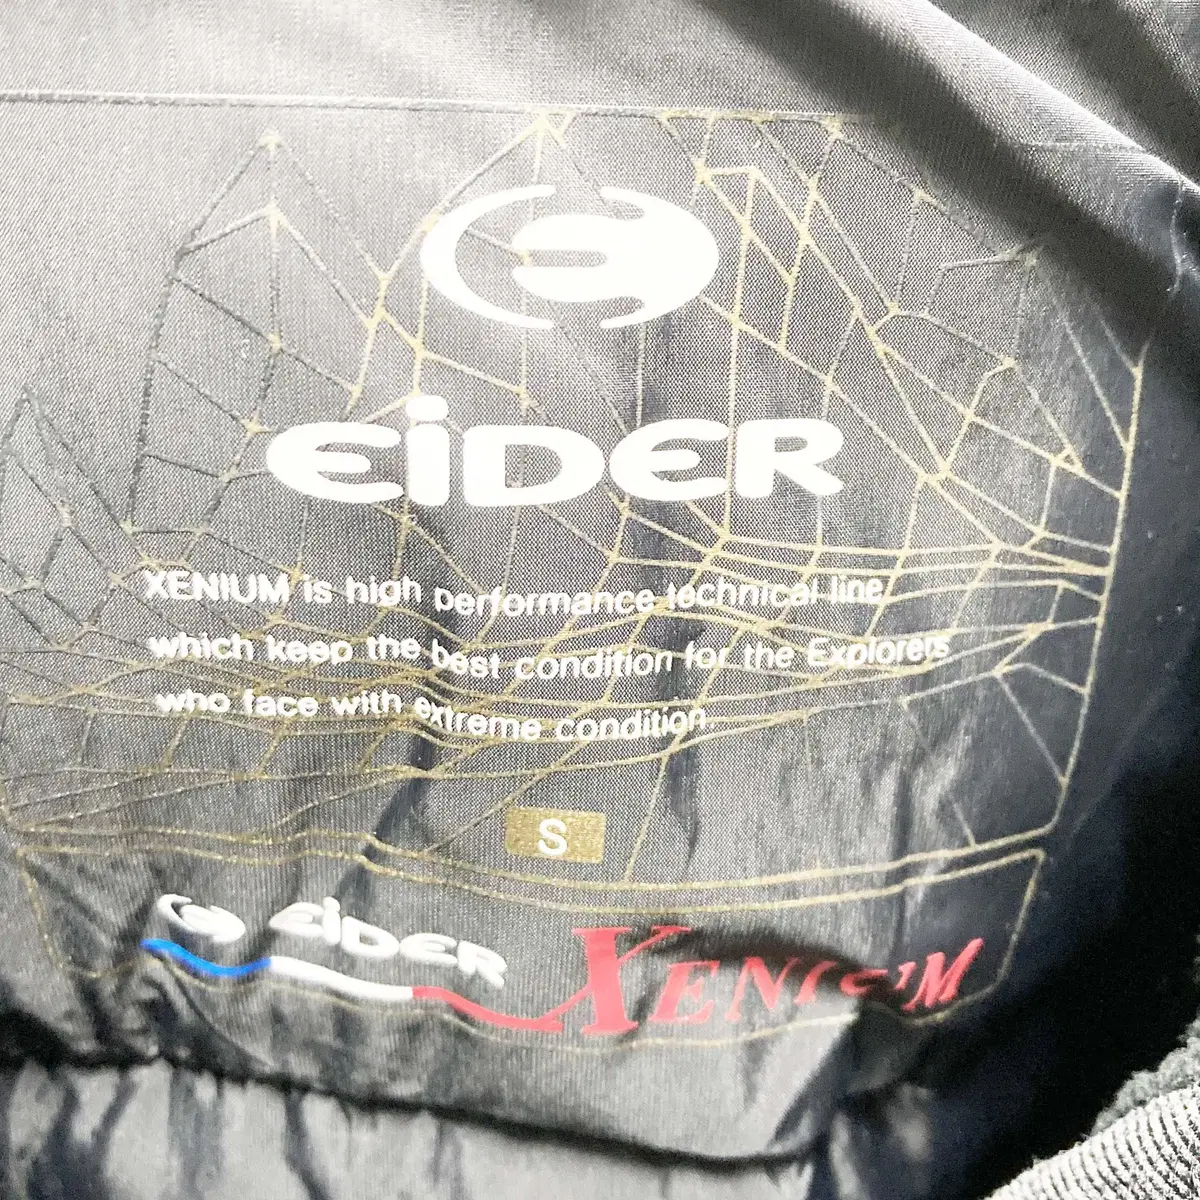 EiDER
XENIUM is high performance technical line
which keep the best condition for the Explorers
who face with extreme condition.
S
EiDER XENIUM